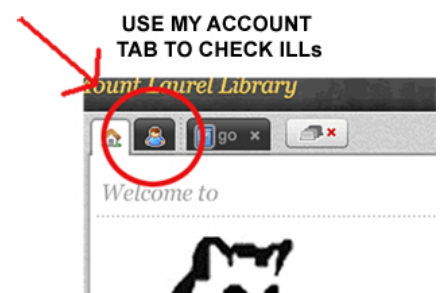 USE MY ACCOUNT
TAB TO CHECK ILLs
ount Laurel Library
go
Welcome to